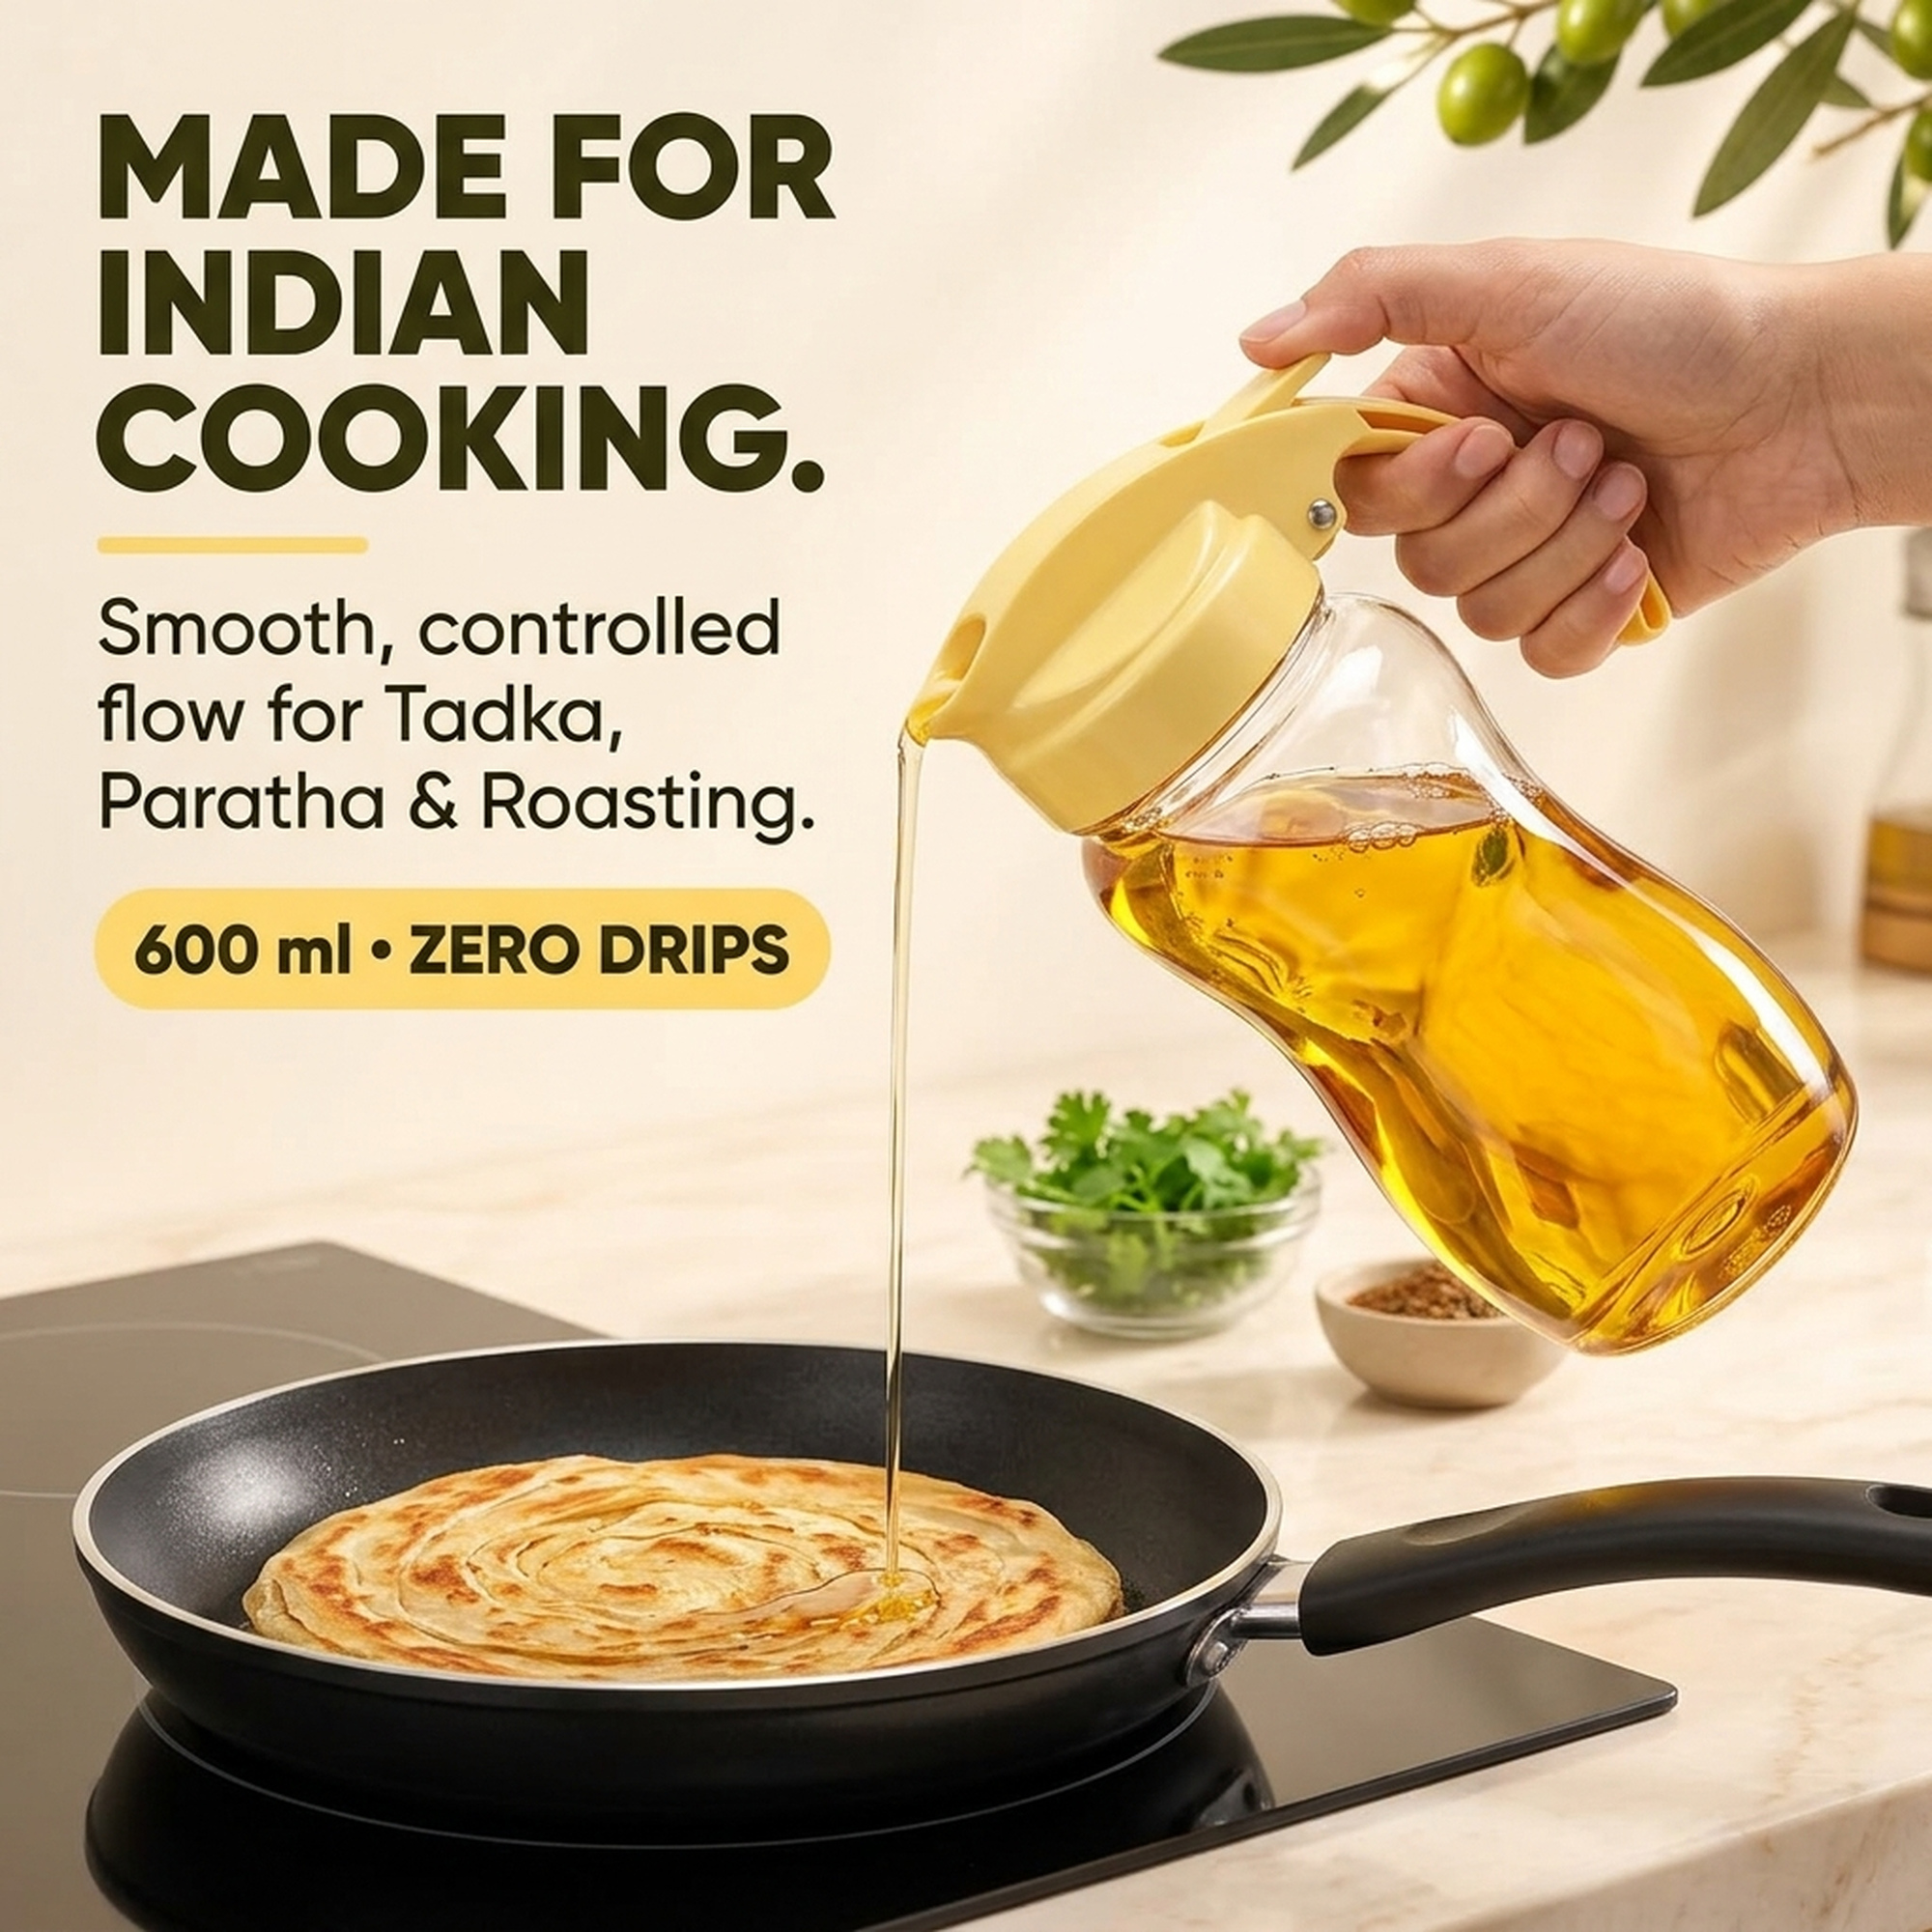 MADE FOR
INDIAN
COOKING.
Smooth, controlled
flow for Tadka,
Paratha & Roasting.
600 ml • ZERO DRIPS